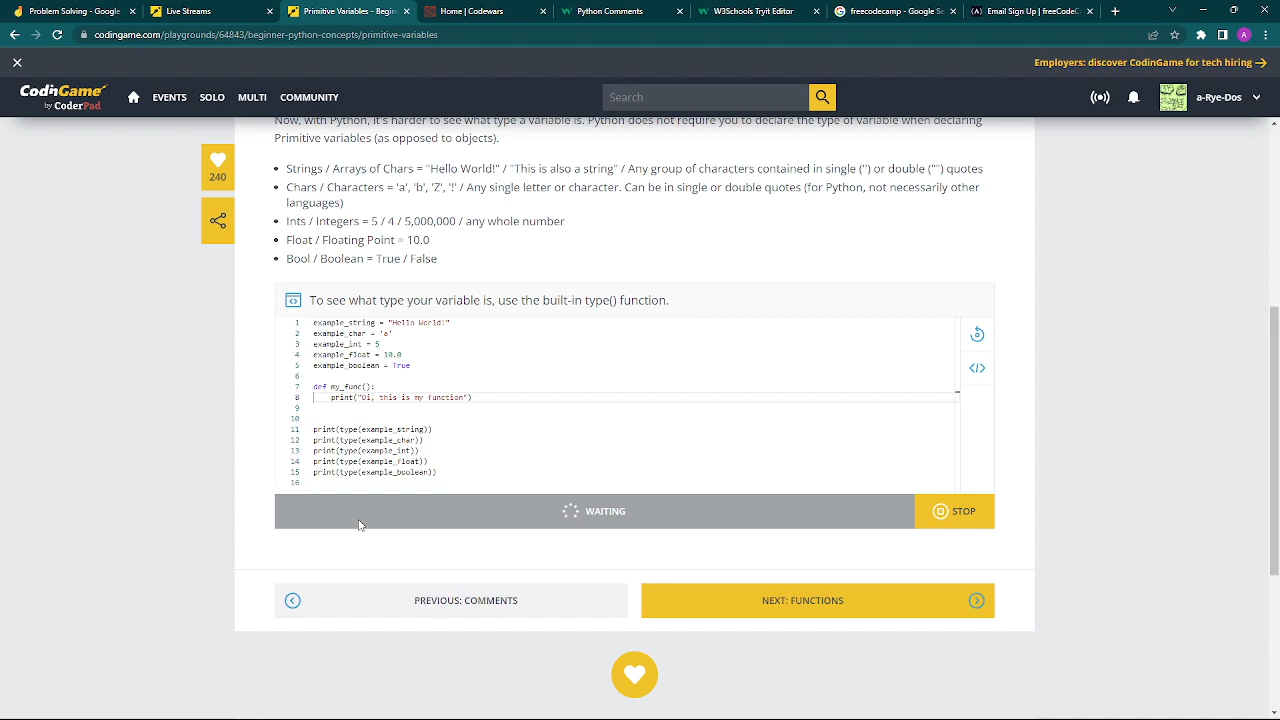 Problem Solving - Google
Live Streams
Primitive Variables - Begin
Home | Codewars
Python Comments
W3Schools Tryit Editor
freecodecamp - Google Se
Email Sign Up | freeCodeC
codingame.com/playgrounds/64843/beginner-python-concepts/primitive-variables
A
Employers: discover CodinGame for tech hiring
CodinGame
by CoderPad
EVENTS SOLO MULTI COMMUNITY
Search
a-Rye-Dos
Now, with Python, it's harder to see what type a variable is. Python does not require you to declare the type of variable when declaring
Primitive variables (as opposed to objects).
240
• Strings / Arrays of Chars = "Hello World!" / "This is also a string" / Any group of characters contained in single (') or double ("") quotes
• Chars / Characters = 'a', 'b', 'Z', '!' / Any single letter or character. Can be in single or double quotes (for Python, not necessarily other
languages)
• Ints / Integers = 5 / 4 / 5,000,000 / any whole number
• Float / Floating Point = 10.0
• Bool / Boolean = True / False
To see what type your variable is, use the built-in type() function.
1 example_string = "Hello World!"
2 example_char = 'a'
3 example_int = 5
4 example_float = 10.0
5 example_boolean = True
6
7 def my_func():
8 print("Oi, this is my function")
9
10
11 print(type(example_string))
12 print(type(example_char))
13 print(type(example_int))
14 print(type(example_float))
15 print(type(example_boolean))
16
WAITING
STOP
PREVIOUS: COMMENTS
NEXT: FUNCTIONS